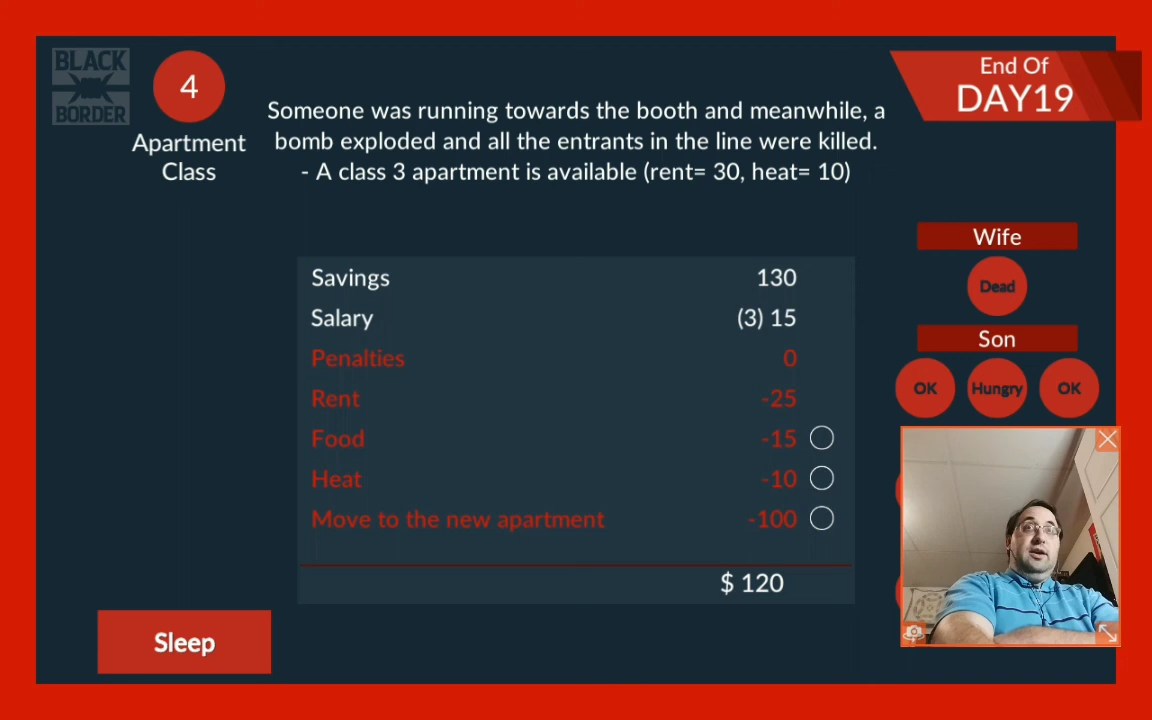 BLACK
BORDER
4
Apartment
Class
Someone was running towards the booth and meanwhile, a
bomb exploded and all the entrants in the line were killed.
- A class 3 apartment is available (rent= 30, heat= 10)
End Of
DAY19
Savings 130
Salary (3) 15
Penalties 0
Rent -25
Food -15
Heat -10
Move to the new apartment -100
$ 120
Wife
Dead
Son
OK Hungry OK
Sleep